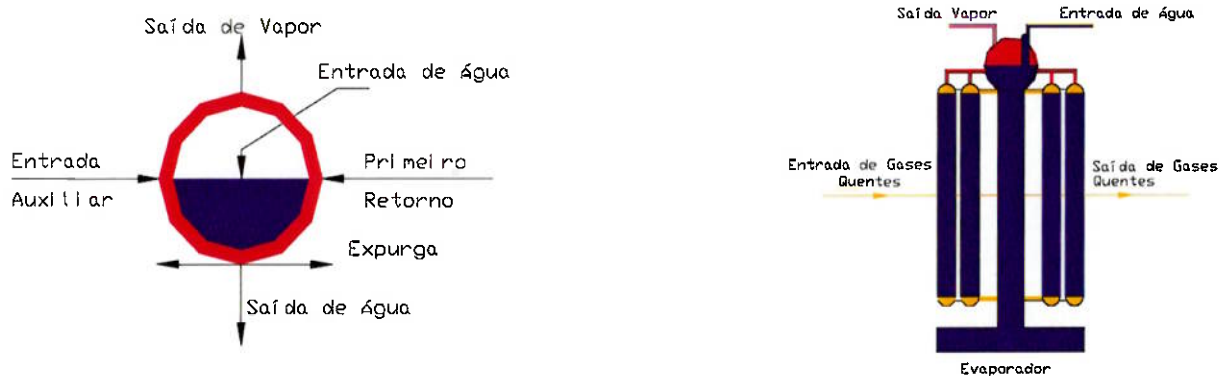 Saída de Vapor
Entrada de água
Entrada
Auxiliar
Primeiro
Retorno
Expurga
Saída de Água
Saída Vapor
Entrada de Água
Entrada de Gases
Quentes
Saída de Gases
Quentes
Evaporador